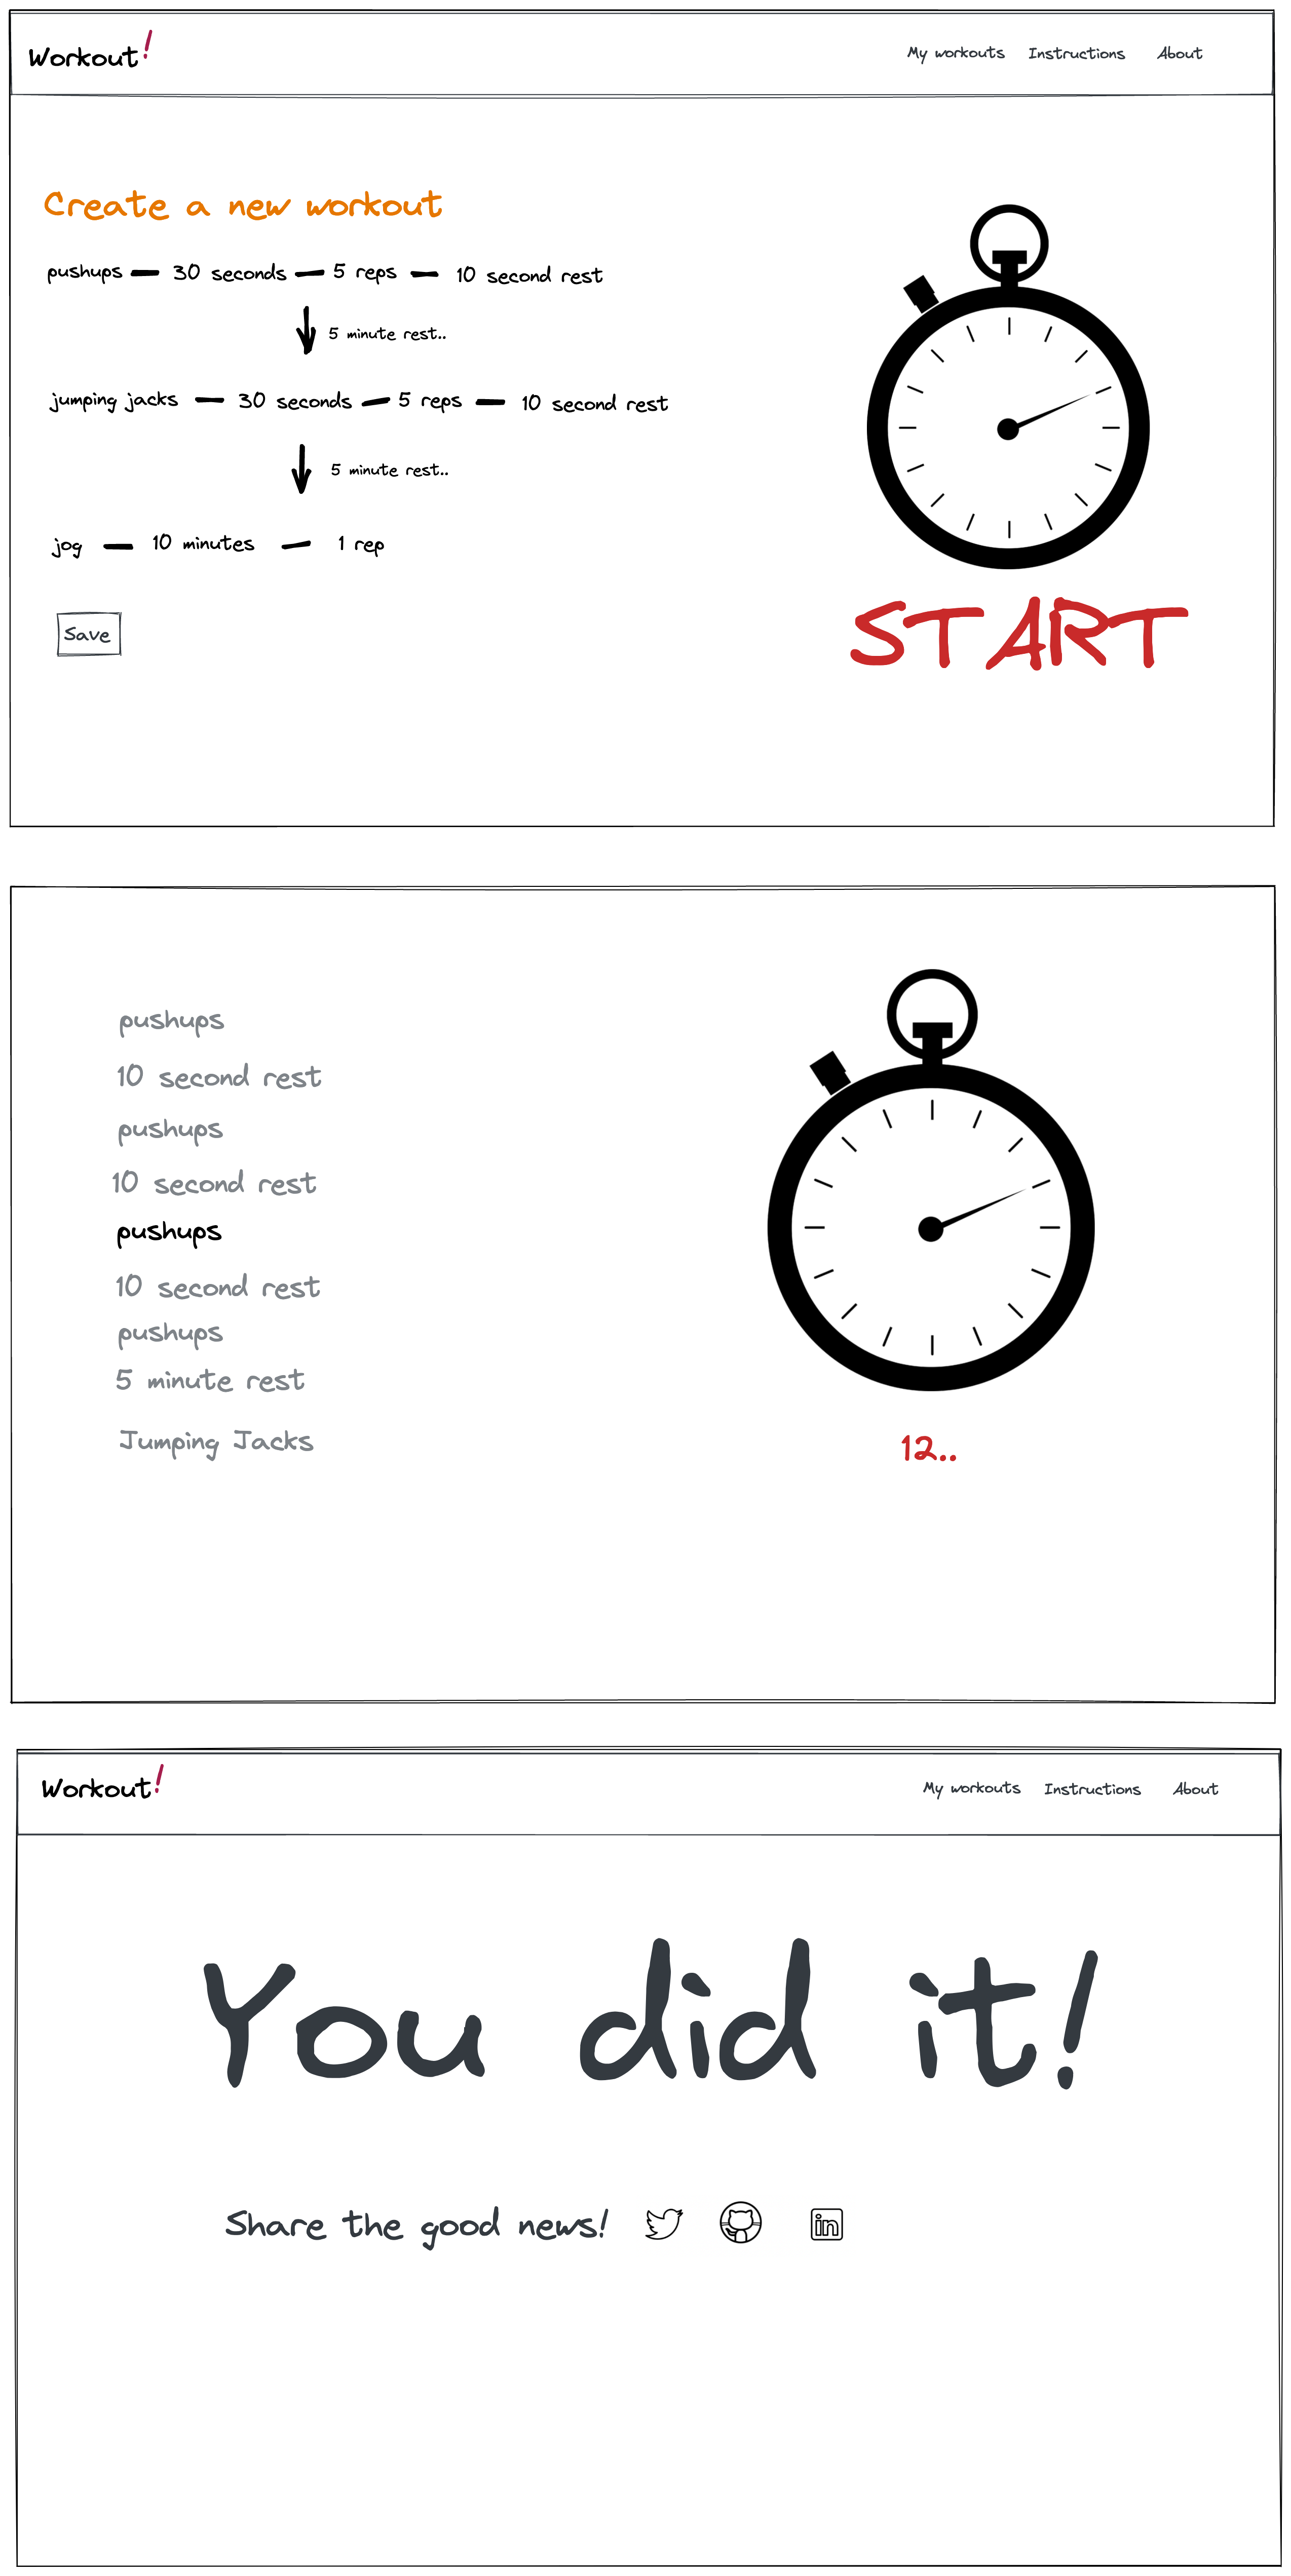 Workout!
My workouts Instructions About
Create a new workout
pushups — 30 seconds — 5 reps — 10 second rest
5 minute rest..
jumping jacks — 30 seconds — 5 reps — 10 second rest
5 minute rest..
jog — 10 minutes — 1 rep
Save
START
pushups
10 second rest
pushups
10 second rest
pushups
10 second rest
pushups
5 minute rest
Jumping Jacks
12..
Workout!
My workouts Instructions About
You did it!
Share the good news!
in